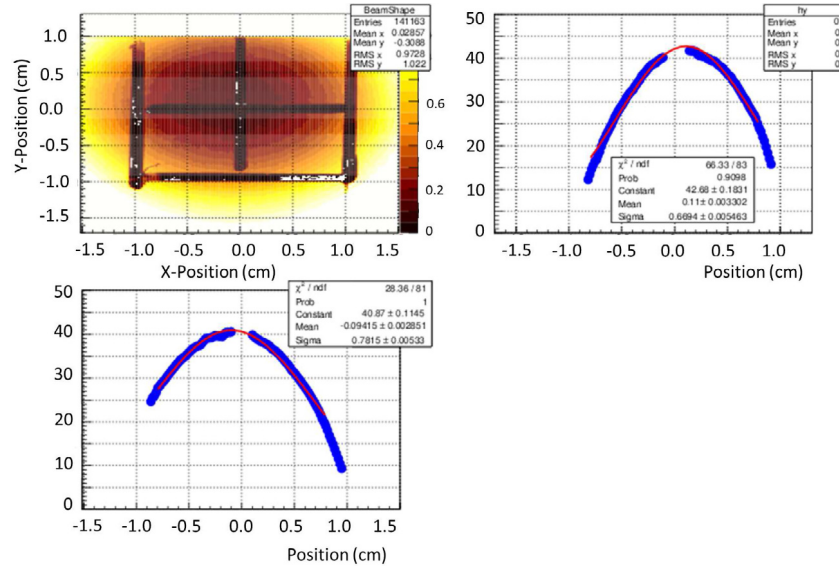 BeamShape
Entries 141163
Mean x 0.02857
Mean y -0.3088
RMS x 0.9728
RMS y 1.022
1.0
0.5
0.0
-0.5
-1.0
-1.5
Y-Position (cm)
0.6
0.4
0.2
0
-1.5 -1.0 -0.5 0.0 0.5 1.0 1.5
X-Position (cm)
hy
Entries 0
Mean 0
Mean 0
RMS 0
RMS 0
50
40
30
20
10
0
χ² / ndf 66.33 / 83
Prob 0.9098
Constant 42.68 ± 0.1831
Mean 0.11± 0.003302
Sigma 0.6694 ± 0.005463
-1.5 -1.0 -0.5 0.0 0.5 1.0
Position (cm)
50
40
30
20
10
0
χ² / ndf 28.36 / 81
Prob 1
Constant 40.87 ± 0.1145
Mean -0.09415 ± 0.002851
Sigma 0.7815 ± 0.00533
-1.5 -1.0 -0.5 0.0 0.5 1.0 1.5
Position (cm)